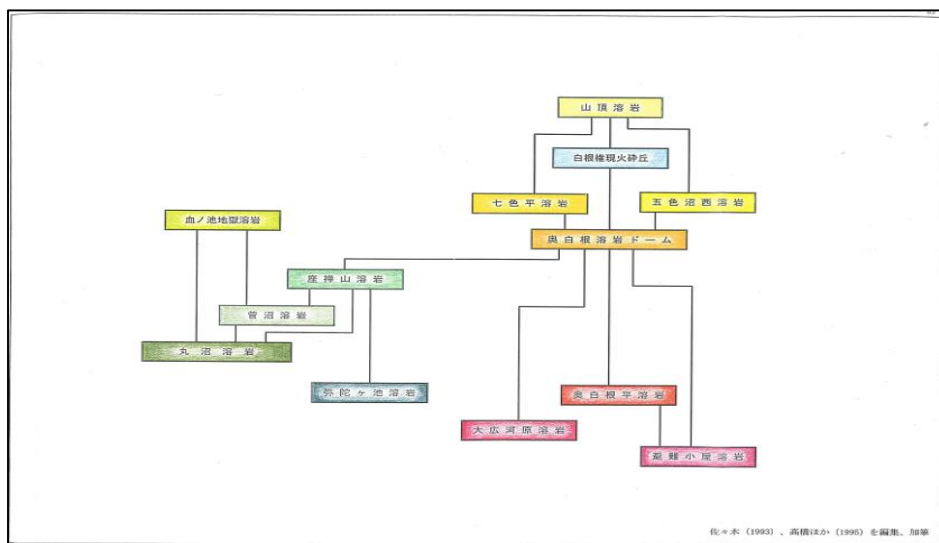 山頂溶岩
白根権現火砕丘
七色平溶岩
五色沼西溶岩
血ノ池地獄溶岩
奥白根溶岩ドーム
座禅山溶岩
菅沼溶岩
丸沼溶岩
弥陀ヶ池溶岩
奥白根平溶岩
大広河原溶岩
避難小屋溶岩
佐々木（1993）、高橋ほか（1995）を編集、加筆